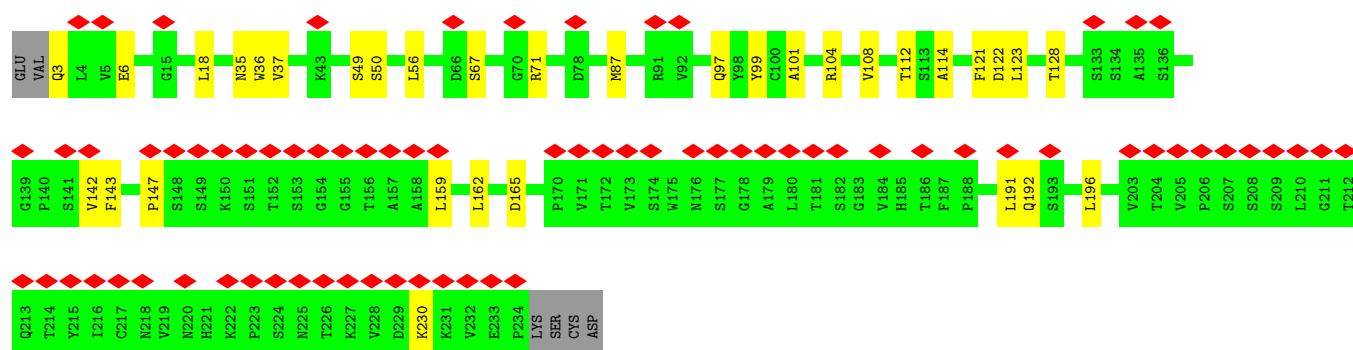 GLU VAL Q3 L4 V5 E6 G15 L18 N35 W36 V37 K43 S49 S50 L56 D66 S67 G70 R71 D78 M87 R91 V92 Q97 Y98 Y99 C100 A101 R104 V108 T112 S113 A114 F121 D122 L123 T128 S133 S134 A135 S136
G139 P140 S141 V142 F143 P147 S148 S149 K150 S151 T152 S153 G154 G155 T156 A157 A158 L159 L162 D165 P170 V171 T172 V173 S174 W175 N176 S177 G178 A179 L180 T181 S182 G183 V184 H185 T186 F187 P188 L191 Q192 S193 L196 V203 T204 V205 P206 S207 S208 S209 L210 G211 T212
Q213 T214 Y215 I216 C217 N218 V219 N220 H221 K222 P223 S224 N225 T226 K227 V228 D229 K230 K231 V232 E233 P234 LYS SER CYS ASP